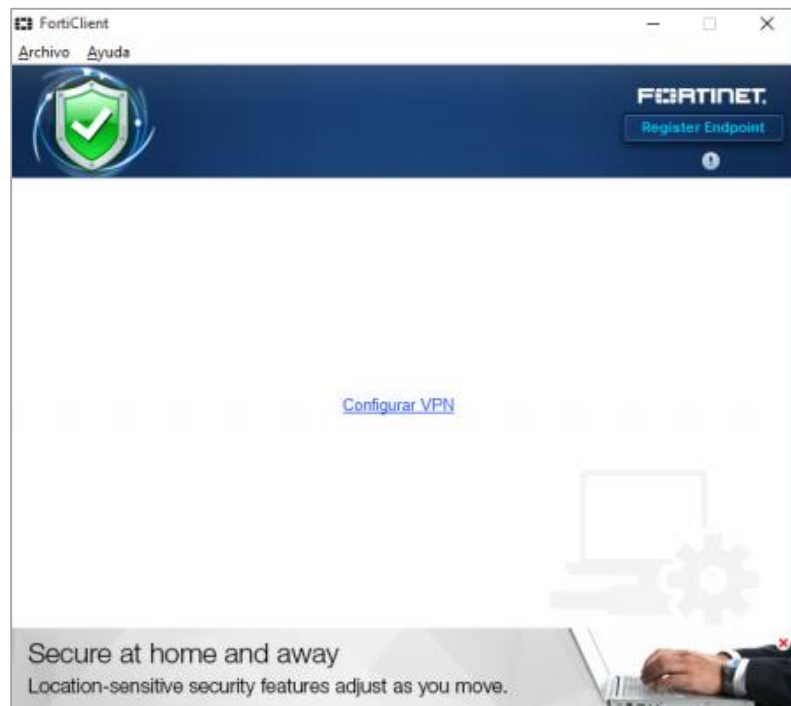 FortiClient
Archivo Ayuda
FORTINET.
Register Endpoint
Configurar VPN
Secure at home and away
Location-sensitive security features adjust as you move.